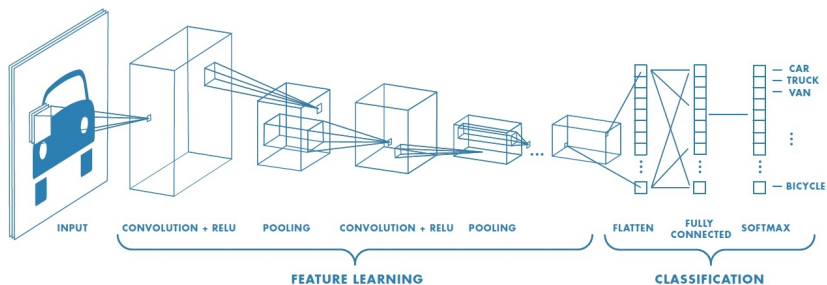 CAR
TRUCK
VAN
BICYCLE
INPUT
CONVOLUTION + RELU
POOLING
CONVOLUTION + RELU
POOLING
FLATTEN
FULLY
CONNECTED
SOFTMAX
FEATURE LEARNING
CLASSIFICATION